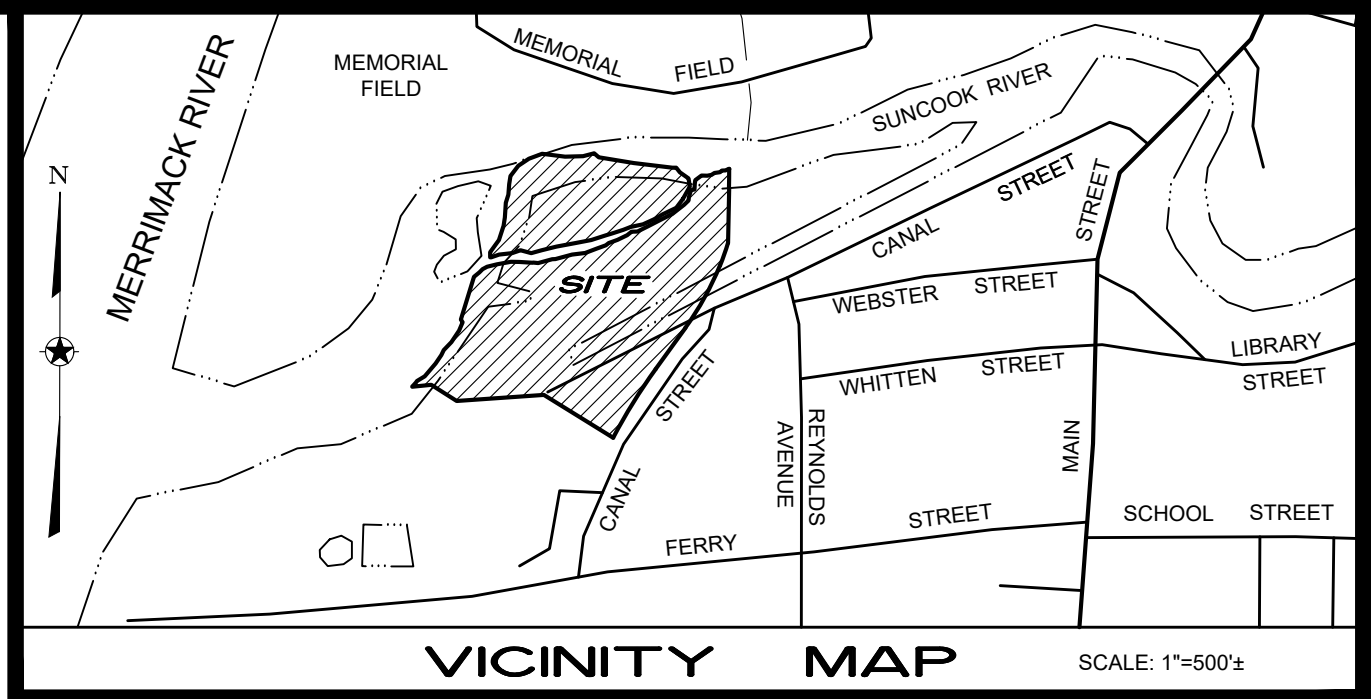 MERRIMACK RIVER
MEMORIAL
FIELD
MEMORIAL FIELD
SUNCOOK RIVER
N
CANAL STREET
STREET
SITE
WEBSTER STREET
LIBRARY
STREET
WHITTEN STREET
CANAL STREET
REYNOLDS
AVENUE
MAIN
FERRY STREET
SCHOOL STREET
VICINITY MAP
SCALE: 1"=500'±